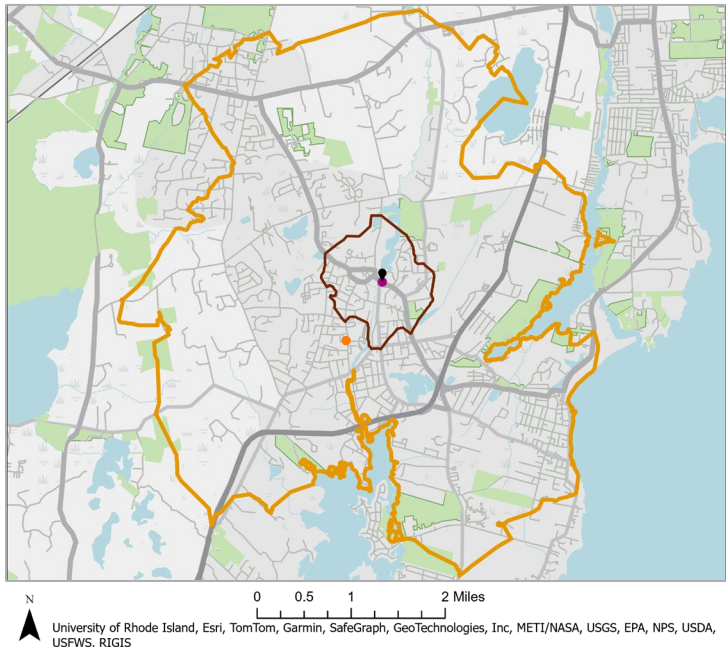 0 0.5 1 2 Miles
N
University of Rhode Island, Esri, TomTom, Garmin, SafeGraph, GeoTechnologies, Inc, METI/NASA, USGS, EPA, NPS, USDA,
USFWS, RIGIS